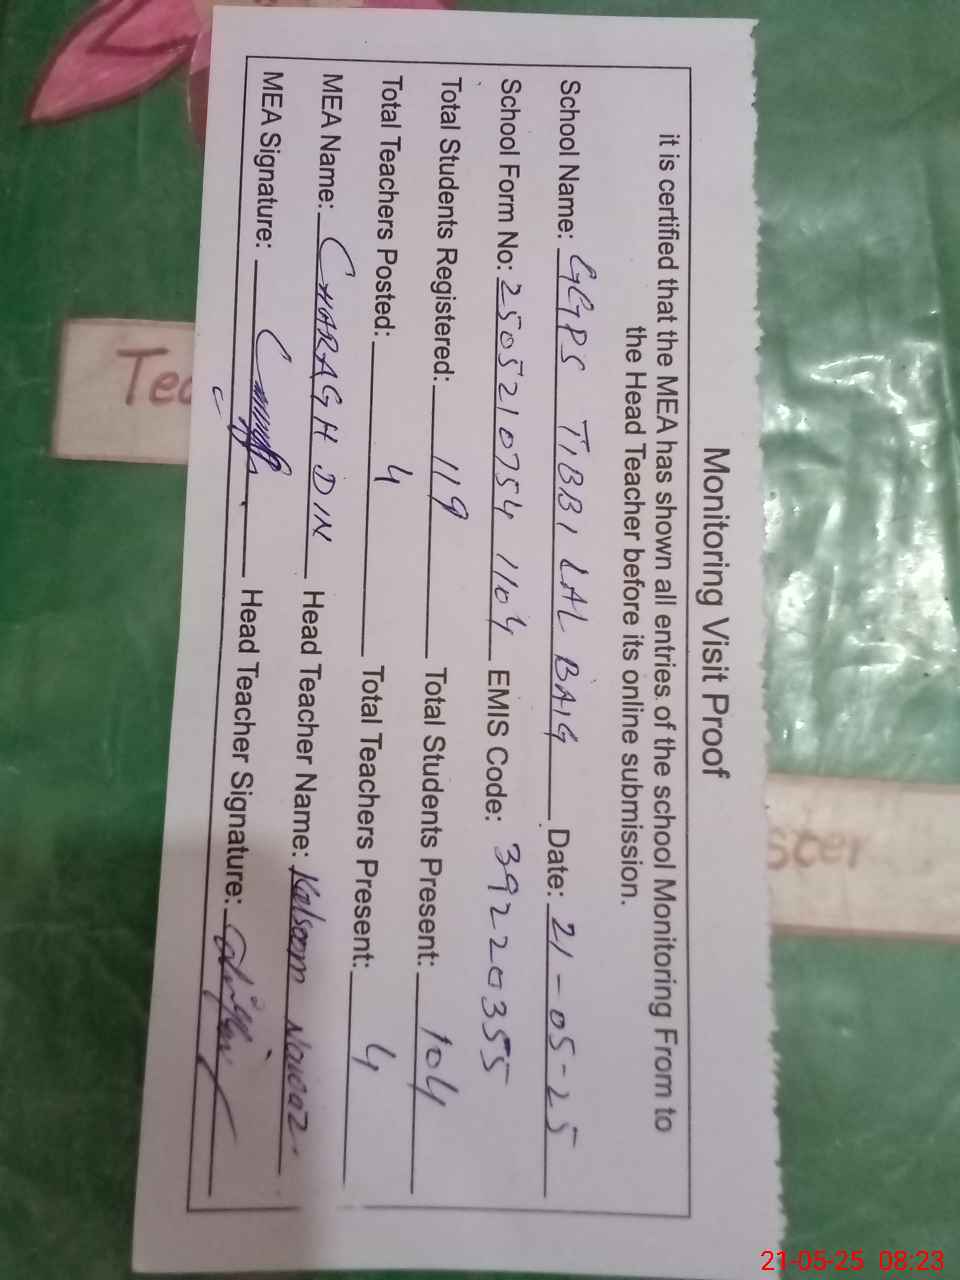 Monitoring Visit Proof
it is certified that the MEA has shown all entries of the school Monitoring From to
the Head Teacher before its online submission.
School Name: GGPS TIBBI LAL BAIG Date: 21-05-25
School Form No: 2505210754 1104 EMIS Code: 39220355
Total Students Registered: 119 Total Students Present: 104
Total Teachers Posted: 4 Total Teachers Present: 4
MEA Name: CHARAGH DIN Head Teacher Name: Kalsoom Nawaz
MEA Signature: Head Teacher Signature:
Tea
ster
21-05-25 08:23